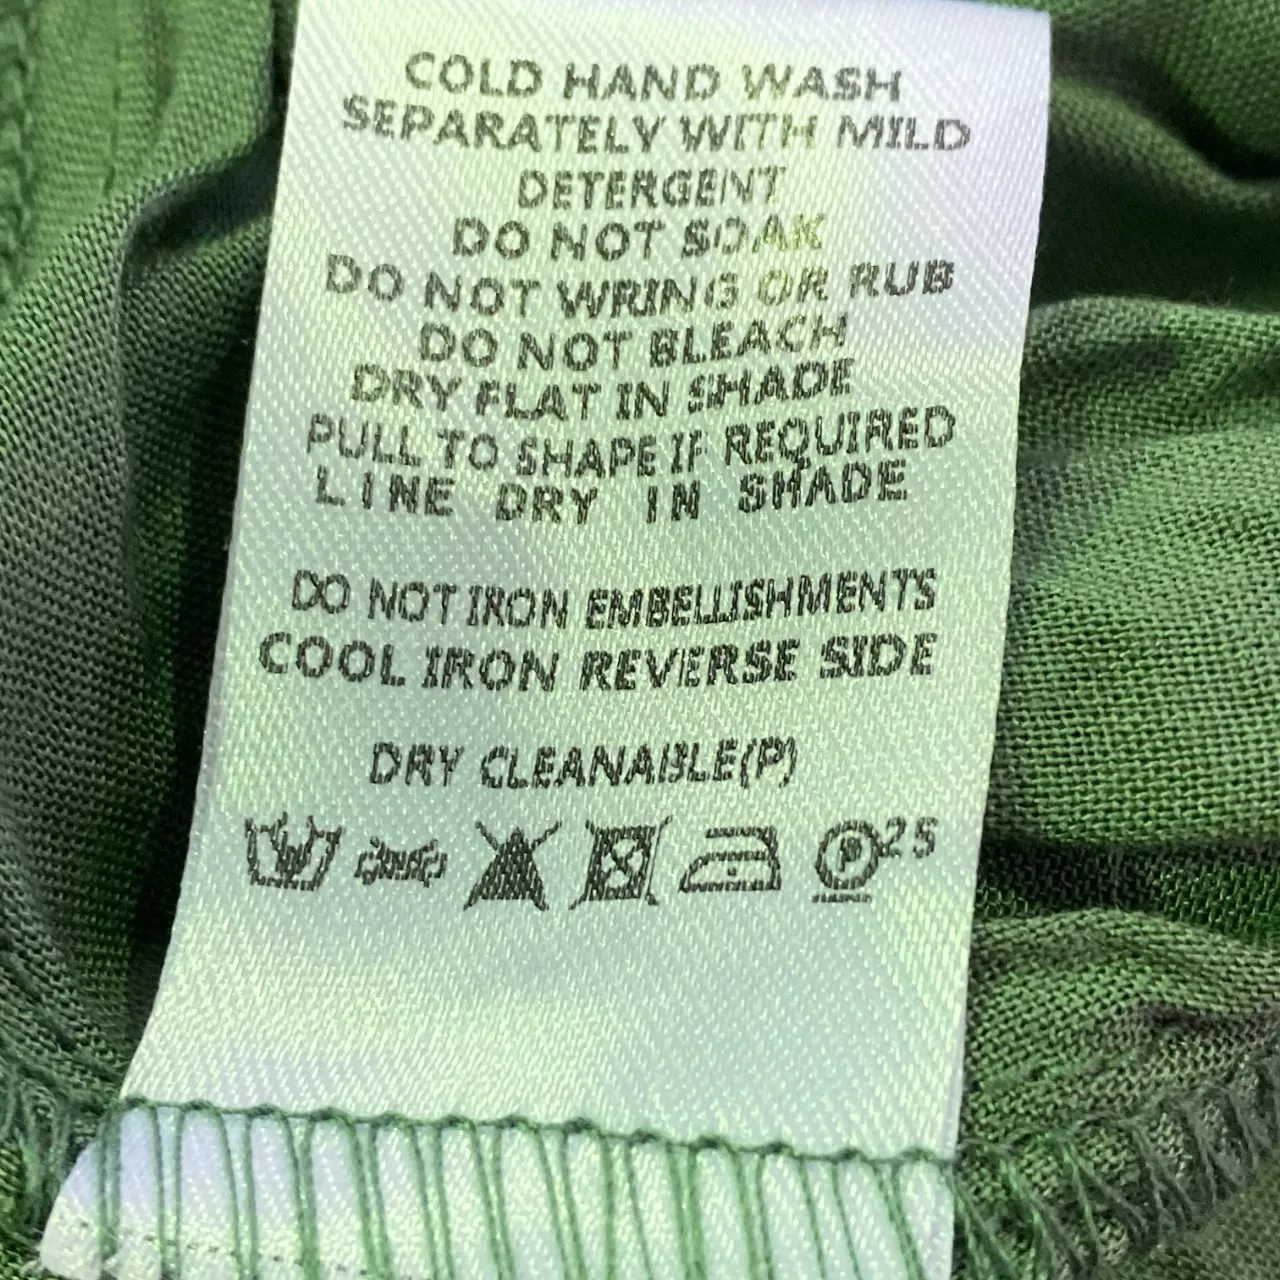 COLD HAND WASH
SEPARATELY WITH MILD
DETERGENT
DO NOT SOAK
DO NOT WRING OR RUB
DO NOT BLEACH
DRY FLAT IN SHADE
PULL TO SHAPE IF REQUIRED
LINE DRY IN SHADE
DO NOT IRON EMBELLISHMENTS
COOL IRON REVERSE SIDE
DRY CLEANABLE(P)
P 25